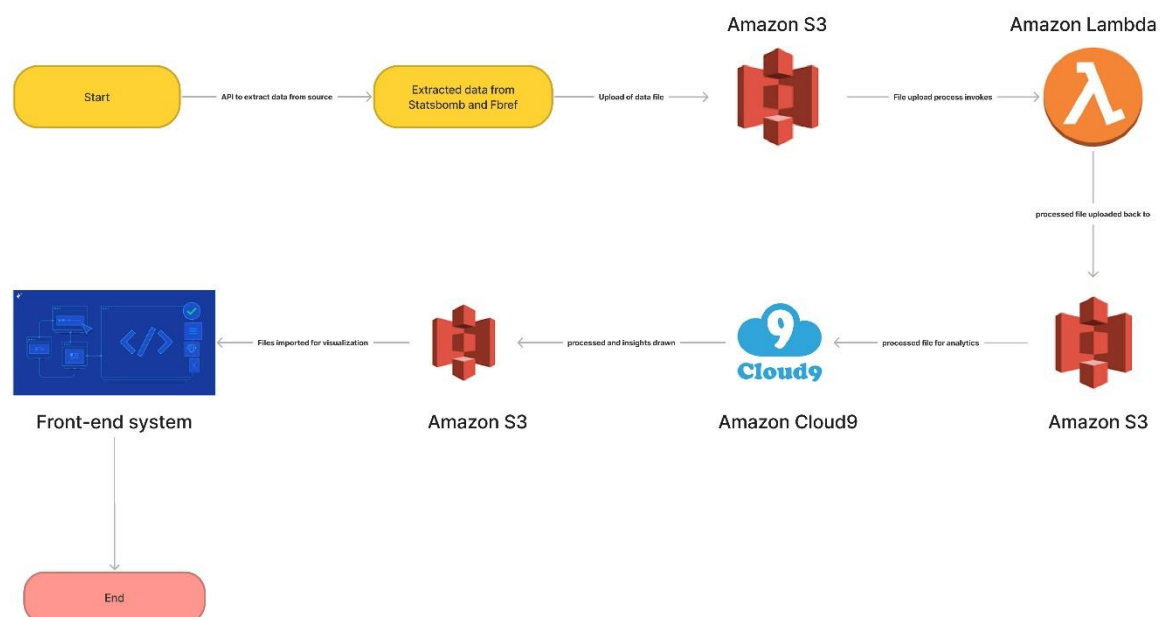 Amazon S3
Amazon Lambda
Start
API to extract data from source
Extracted data from
Statsbomb and Fbref
Upload of data file
File upload process invokes
processed file uploaded back to
Files imported for visualization
processed and insights drawn
9
Cloud9
processed file for analytics
Front-end system
Amazon S3
Amazon Cloud9
Amazon S3
End